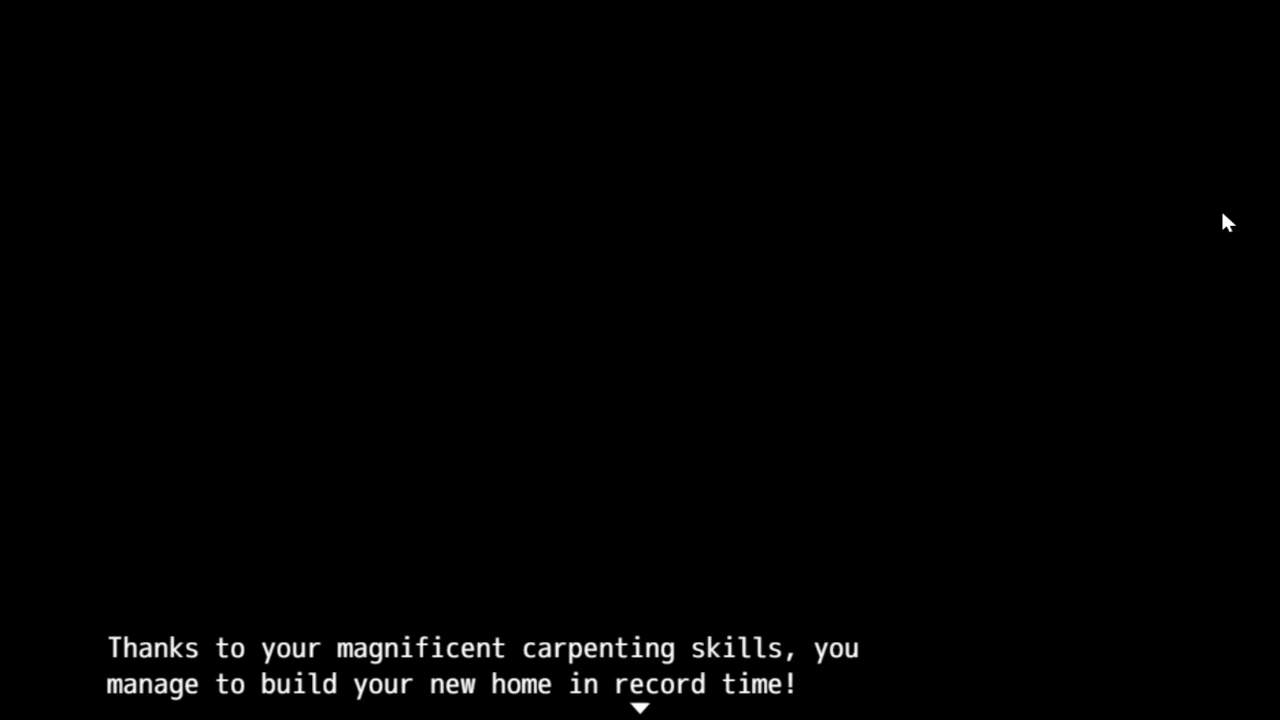 Thanks to your magnificent carpenting skills, you
manage to build your new home in record time!